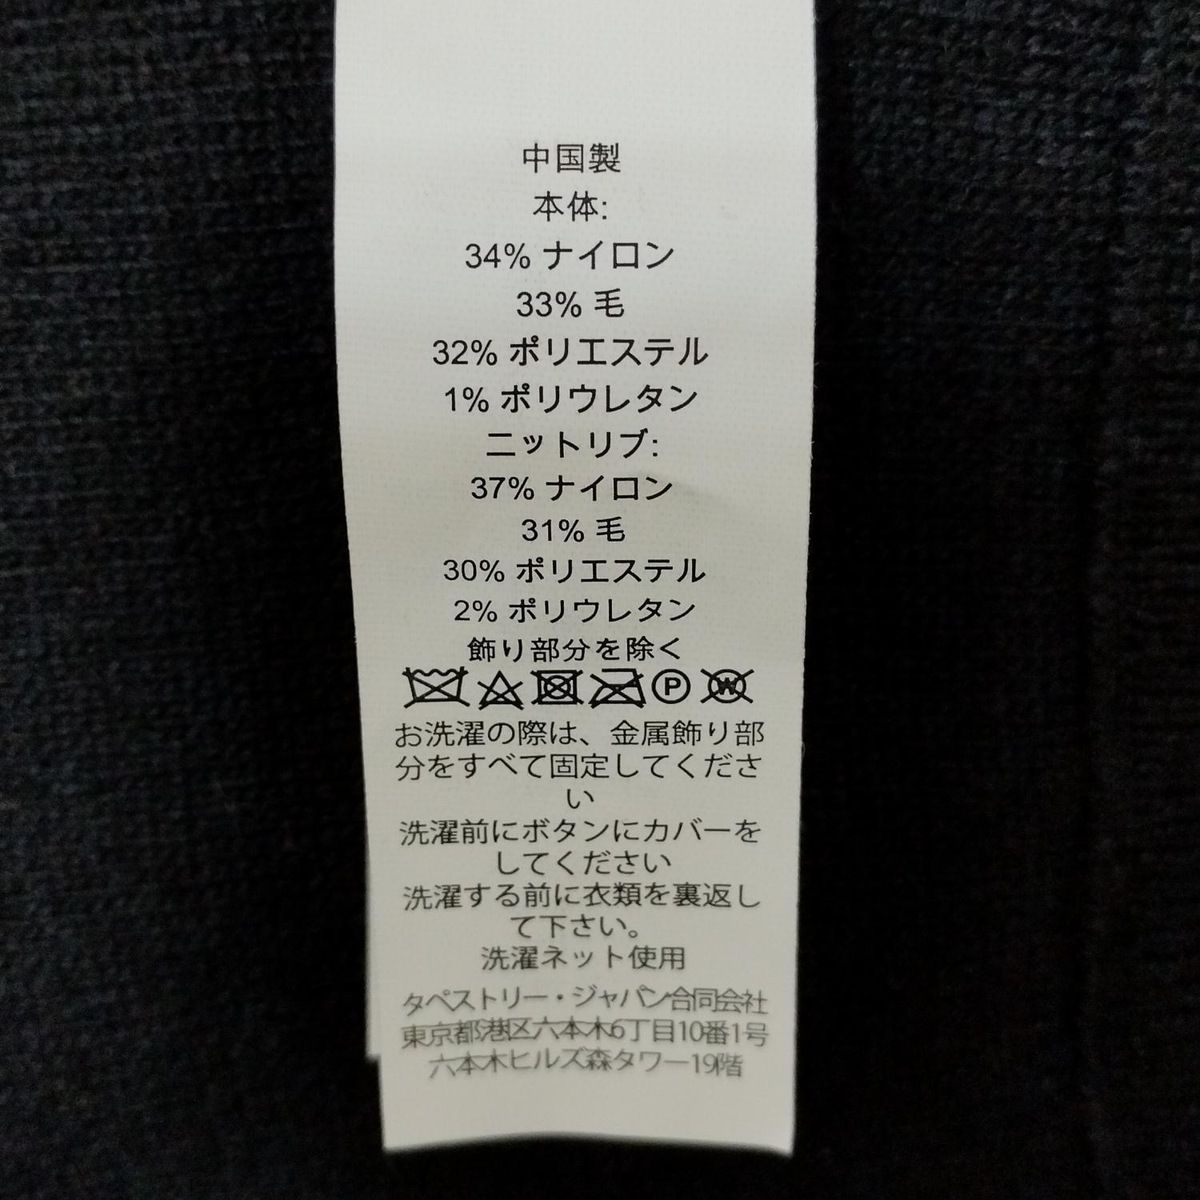 中国製
本体:
34% ナイロン
33% 毛
32% ポリエステル
1% ポリウレタン
ニットリブ:
37% ナイロン
31% 毛
30% ポリエステル
2% ポリウレタン
飾り部分を除く
P W
お洗濯の際は、金属飾り部
分をすべて固定してくださ
い
洗濯前にボタンにカバーを
してください
洗濯する前に衣類を裏返し
て下さい。
洗濯ネット使用
タペストリー・ジャパン合同会社
東京都港区六本木6丁目10番1号
六本木ヒルズ森タワー19階